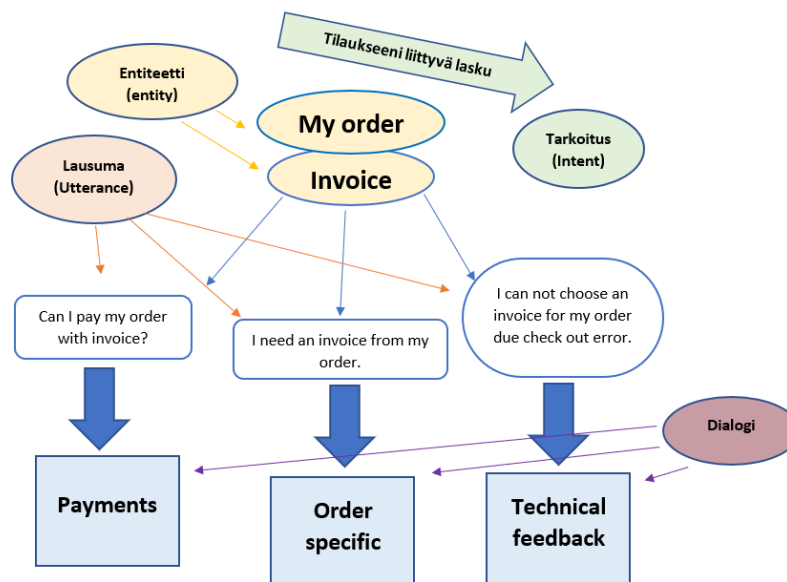 Tilaukseeni liittyvä lasku
Entiteetti
(entity)
My order
Tarkoitus
(Intent)
Lausuma
(Utterance)
Invoice
Can I pay my order
with invoice?
I need an invoice from my
order.
I can not choose an
invoice for my order
due check out error.
Dialogi
Payments
Order
specific
Technical
feedback